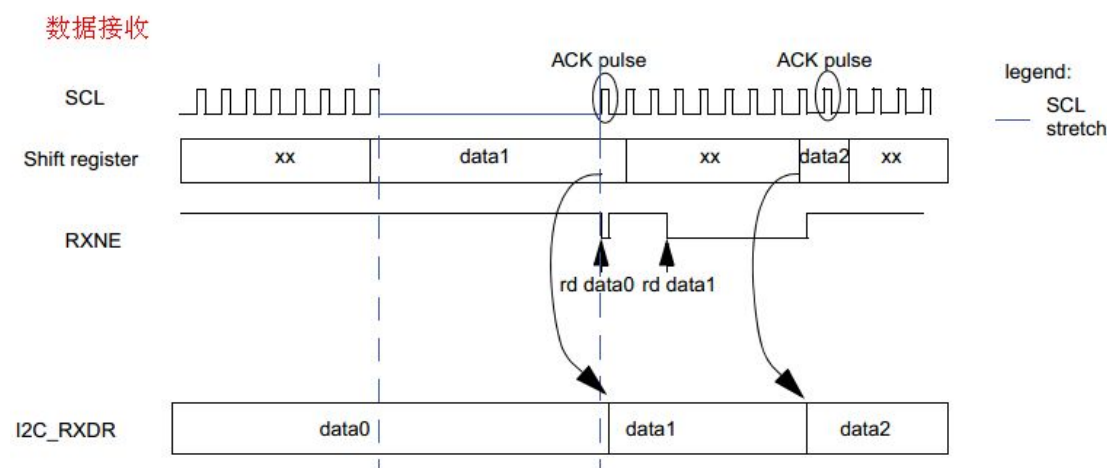 数据接收
ACK pulse
ACK pulse
legend:
SCL
SCL
stretch
Shift register
xx
data1
xx
data2
xx
RXNE
rd data0
rd data1
I2C_RXDR
data0
data1
data2